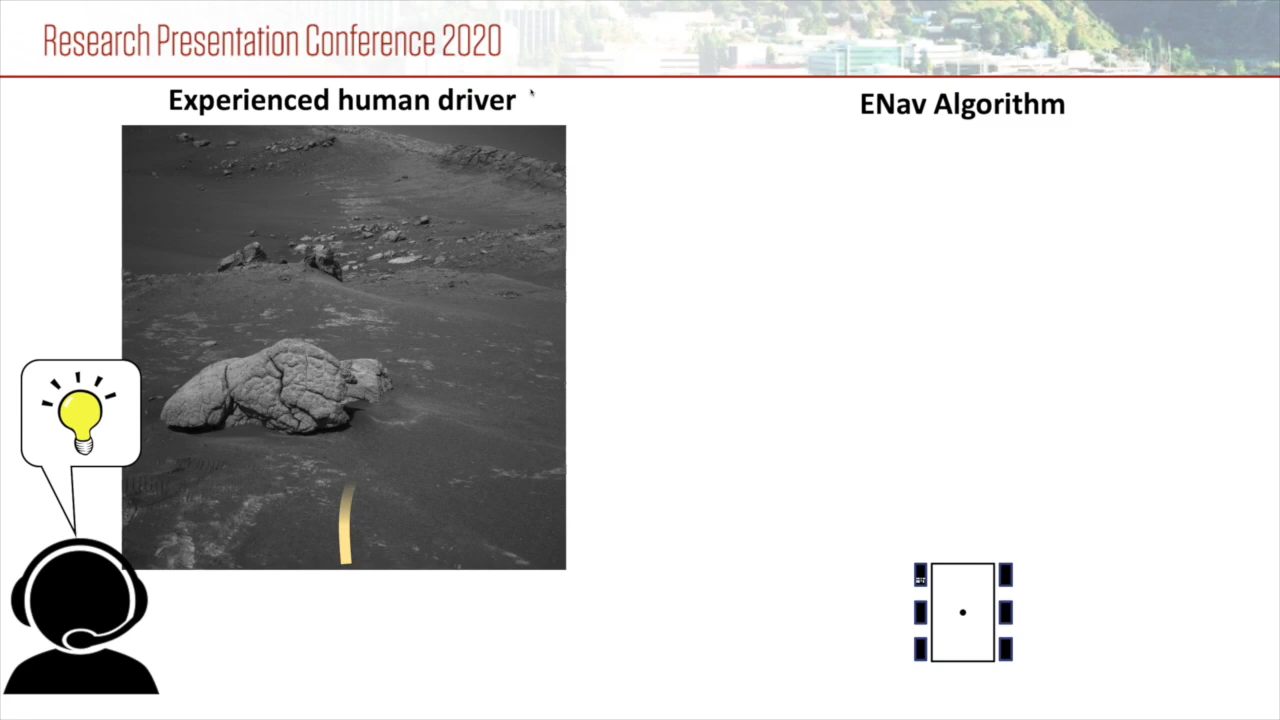 Research Presentation Conference 2020
Experienced human driver
ENav Algorithm